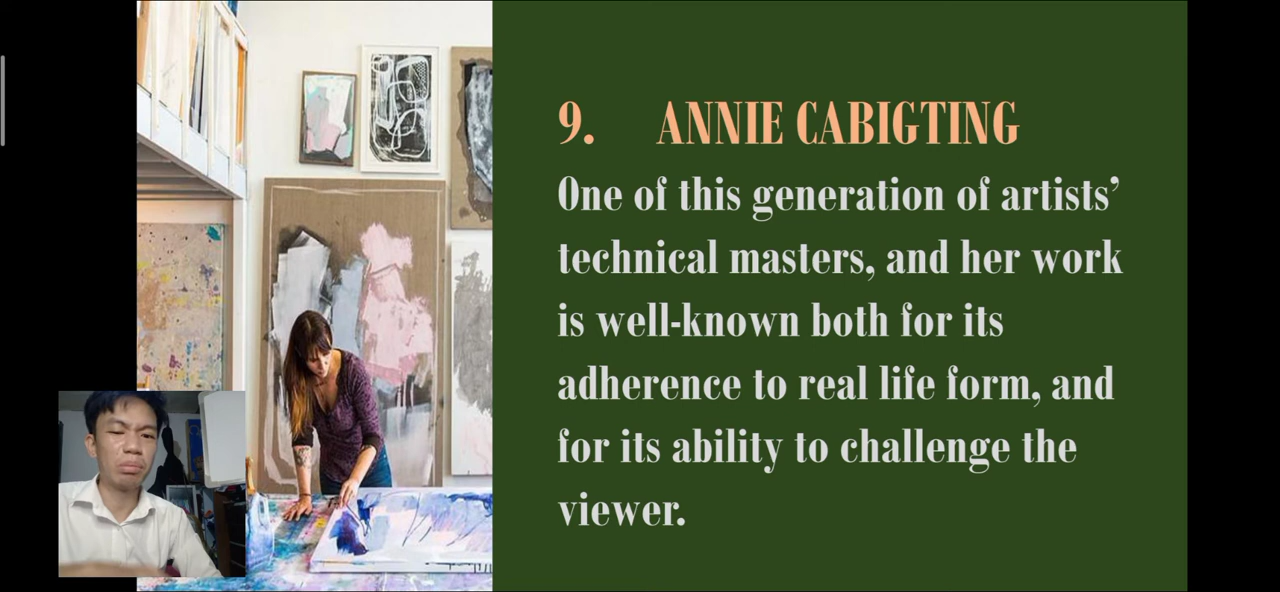 9. ANNIE CABIGTING
One of this generation of artists’
technical masters, and her work
is well-known both for its
adherence to real life form, and
for its ability to challenge the
viewer.